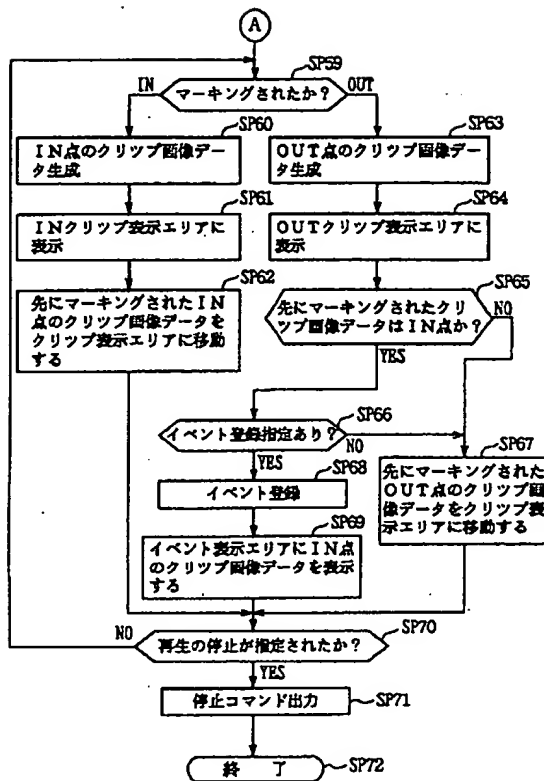 A
SP59
IN
マーキングされたか?
OUT
SP60
IN点のクリツプ画像デー
タ生成
SP63
OUT点のクリツプ画像デー
タ生成
SP61
INクリツプ表示エリアに
表示
SP64
OUTクリツプ表示エリアに
表示
SP62
先にマーキングされたIN
点のクリツプ画像データを
クリツプ表示エリアに移動
する
SP65
先にマーキングされたクリ
ツプ画像データはIN点か?
NO
YES
SP66
イベント登録指定あり?
NO
YES
SP67
先にマーキングされた
OUT点のクリツプ画
像データをクリツプ表
示エリアに移動する
SP68
イベント登録
SP69
イベント表示エリアにIN点
のクリツプ画像データを表示
する
NO
再生の停止が指定されたか?
SP70
YES
停止コマンド出力
SP71
終 了
SP72